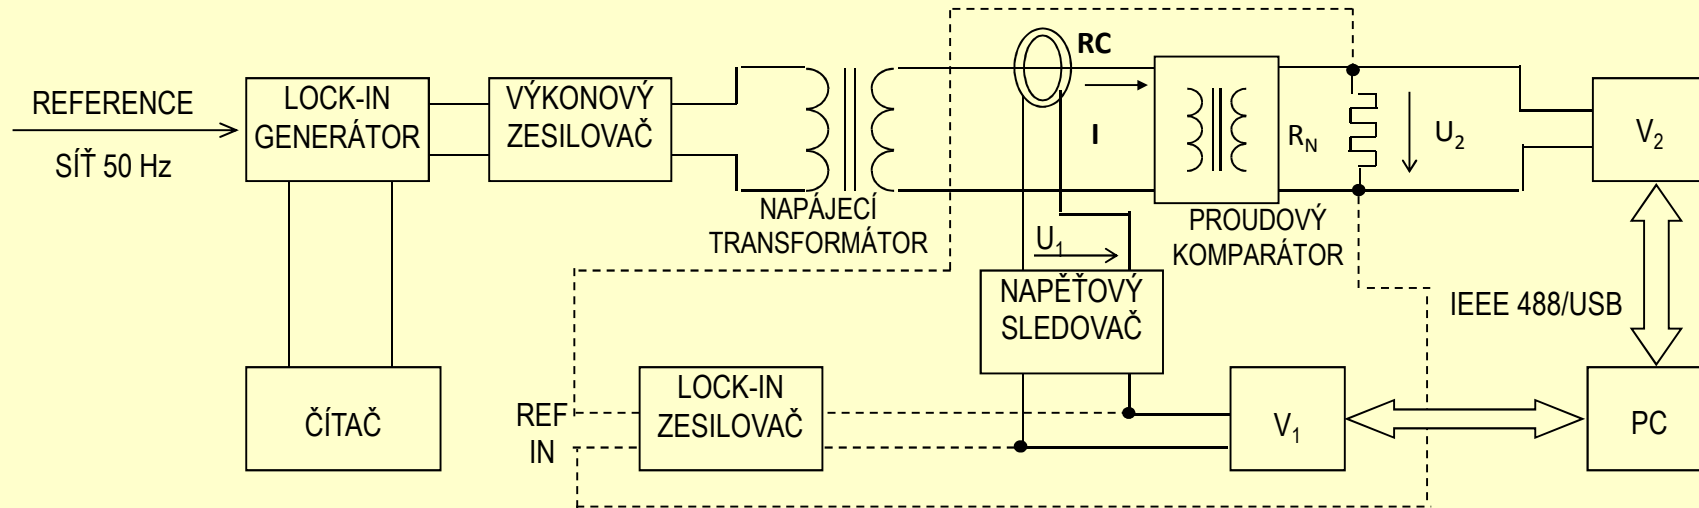 REFERENCE
SÍŤ 50 Hz
LOCK-IN
GENERÁTOR
VÝKONOVÝ
ZESILOVAČ
NAPÁJECÍ
TRANSFORMÁTOR
RC
I
PROUDOVÝ
KOMPARÁTOR
R_N
U_2
V_2
U_1
NAPĚŤOVÝ
SLEDOVAČ
IEEE 488/USB
ČÍTAČ
REF
IN
LOCK-IN
ZESILOVAČ
V_1
PC